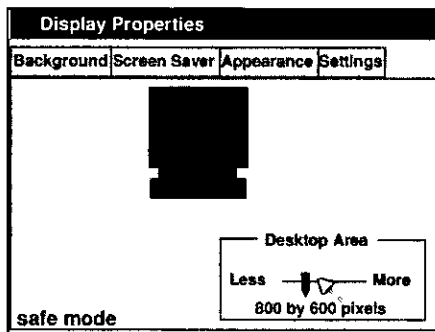 Display Properties
Background Screen Saver Appearance Settings
Desktop Area
Less More
800 by 600 pixels
safe mode